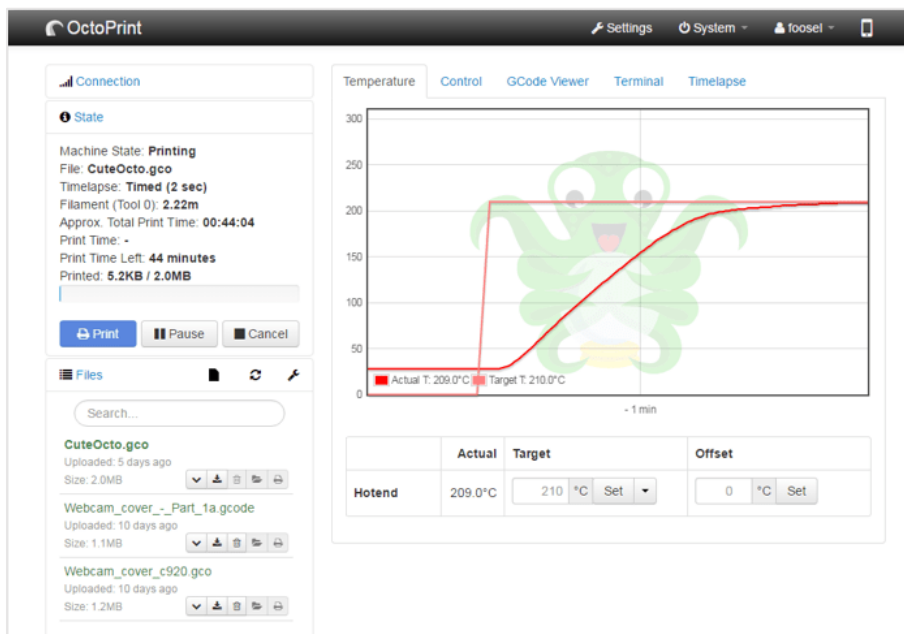 OctoPrint
Settings System foosel
Connection
State
Machine State: Printing
File: CuteOcto.gco
Timelapse: Timed (2 sec)
Filament (Tool 0): 2.22m
Approx. Total Print Time: 00:44:04
Print Time: -
Print Time Left: 44 minutes
Printed: 5.2KB / 2.0MB
Print Pause Cancel
Files
Search...
CuteOcto.gco
Uploaded: 5 days ago
Size: 2.0MB
Webcam_cover_-_Part_1a.gcode
Uploaded: 10 days ago
Size: 1.1MB
Webcam_cover_c920.gco
Uploaded: 10 days ago
Size: 1.2MB
Temperature Control GCode Viewer Terminal Timelapse
300
250
200
150
100
50
0
Actual T: 209.0°C Target T: 210.0°C
- 1 min
Actual Target Offset
Hotend 209.0°C 210 °C Set 0 °C Set